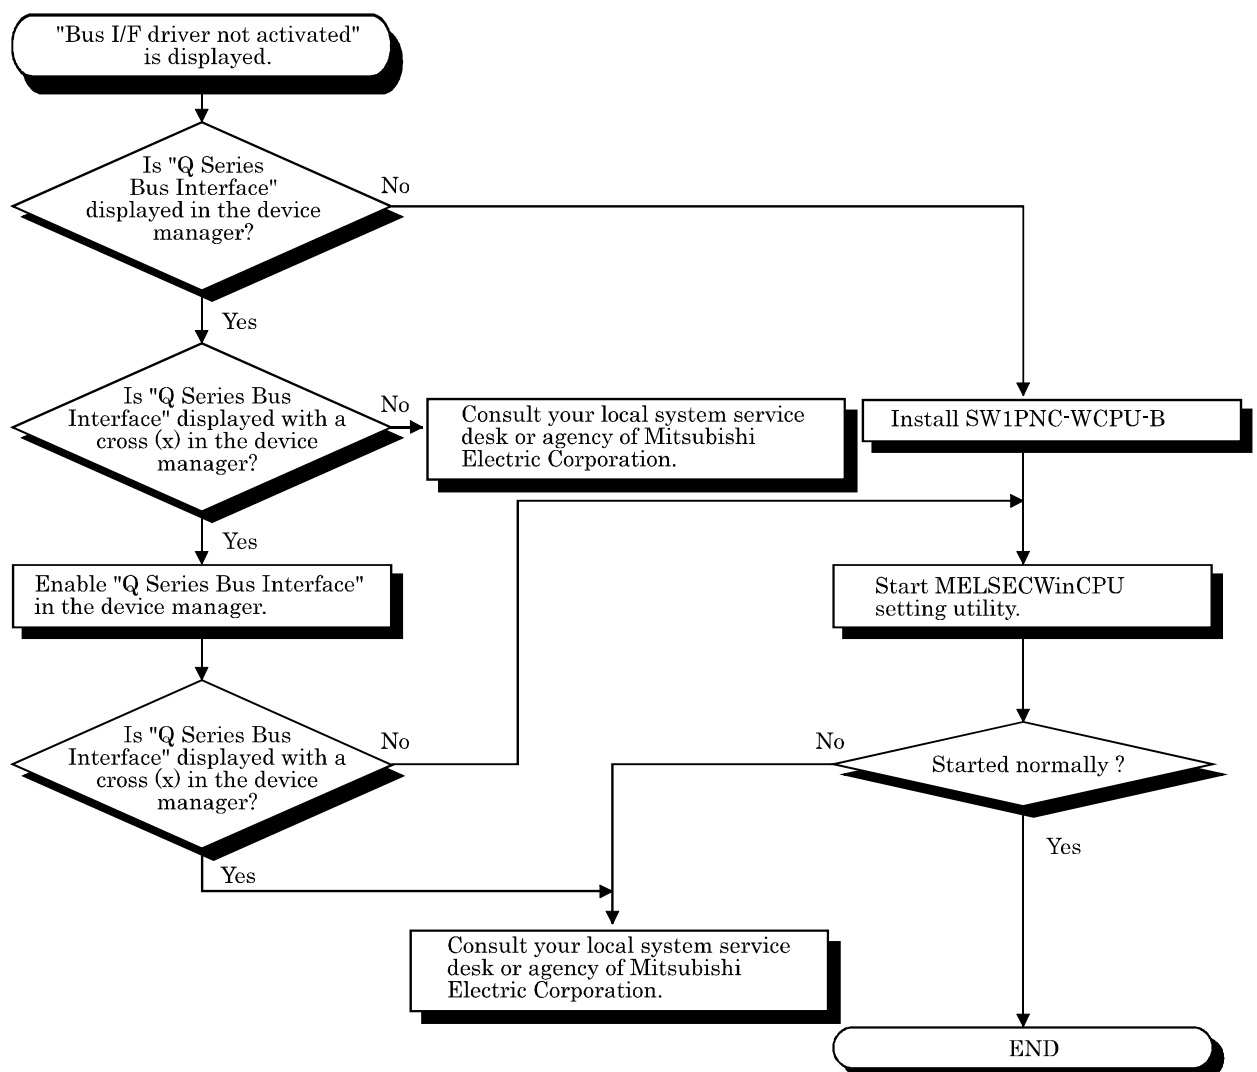 "Bus I/F driver not activated"
is displayed.
Is "Q Series
Bus Interface"
displayed in the device
manager?
No
Yes
Is "Q Series Bus
Interface" displayed with a
cross (x) in the device
manager?
No
Consult your local system service
desk or agency of Mitsubishi
Electric Corporation.
Install SW1PNC-WCPU-B
Yes
Enable "Q Series Bus Interface"
in the device manager.
Start MELSECWinCPU
setting utility.
Is "Q Series Bus
Interface" displayed with a
cross (x) in the device
manager?
No
No
Started normally ?
Yes
Yes
Consult your local system service
desk or agency of Mitsubishi
Electric Corporation.
END